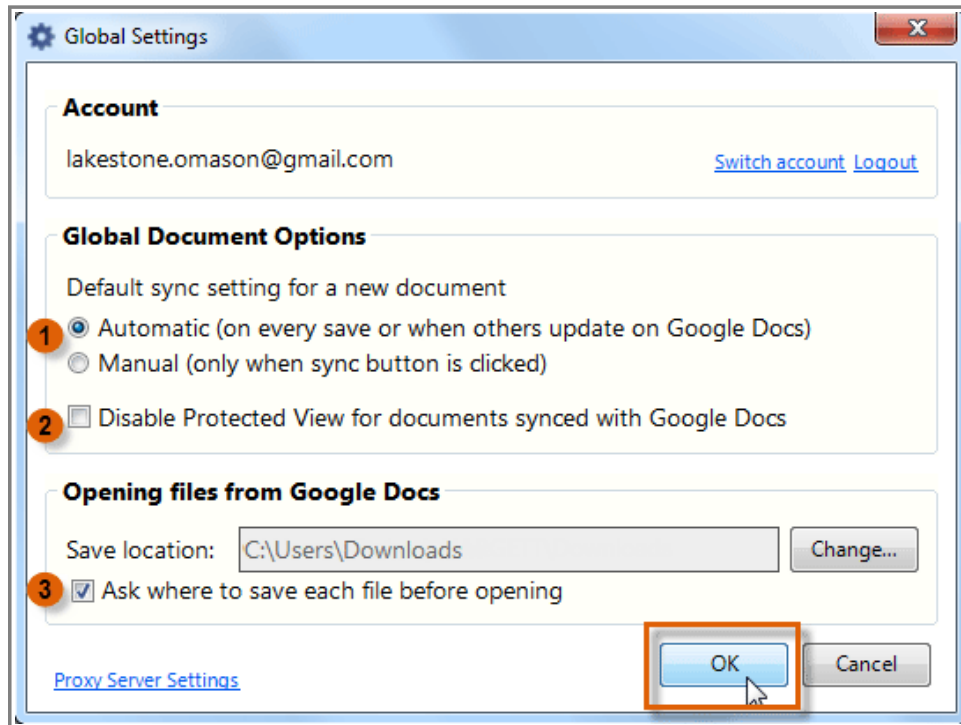 Global Settings
X
Account
lakestone.omason@gmail.com
Switch account Logout
Global Document Options
Default sync setting for a new document
1 Automatic (on every save or when others update on Google Docs)
Manual (only when sync button is clicked)
2 Disable Protected View for documents synced with Google Docs
Opening files from Google Docs
Save location: C:\Users\Downloads Change...
3 Ask where to save each file before opening
Proxy Server Settings OK Cancel